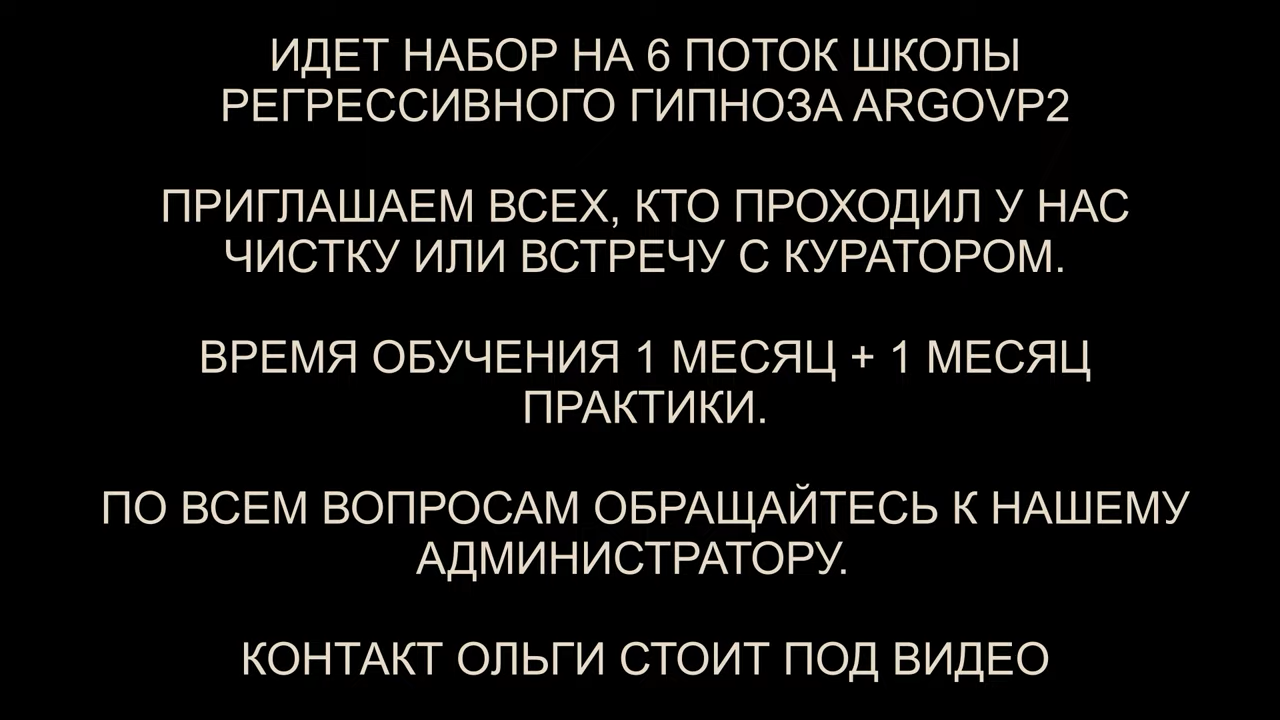 ИДЕТ НАБОР НА 6 ПОТОК ШКОЛЫ
РЕГРЕССИВНОГО ГИПНОЗА ARGOVP2
ПРИГЛАШАЕМ ВСЕХ, КТО ПРОХОДИЛ У НАС
ЧИСТКУ ИЛИ ВСТРЕЧУ С КУРАТОРОМ.
ВРЕМЯ ОБУЧЕНИЯ 1 МЕСЯЦ + 1 МЕСЯЦ
ПРАКТИКИ.
ПО ВСЕМ ВОПРОСАМ ОБРАЩАЙТЕСЬ К НАШЕМУ
АДМИНИСТРАТОРУ.
КОНТАКТ ОЛЬГИ СТОИТ ПОД ВИДЕО